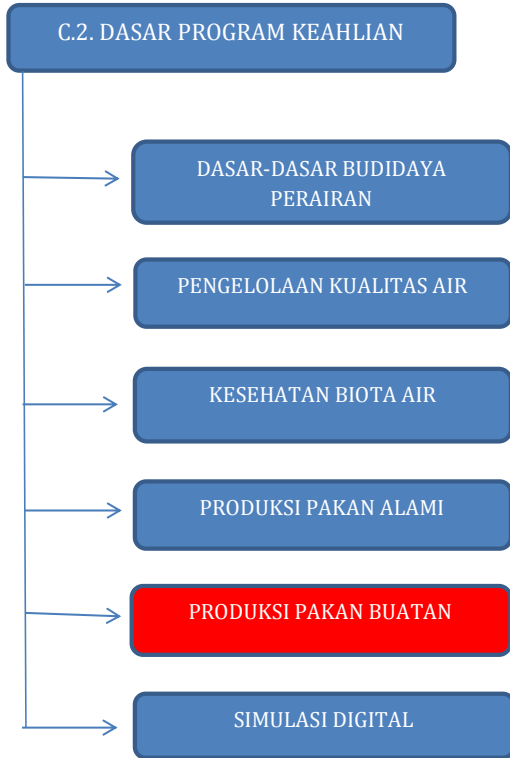 C.2. DASAR PROGRAM KEAHLIAN
DASAR-DASAR BUDIDAYA
PERAIRAN
PENGELOLAAN KUALITAS AIR
KESEHATAN BIOTA AIR
PRODUKSI PAKAN ALAMI
PRODUKSI PAKAN BUATAN
SIMULASI DIGITAL